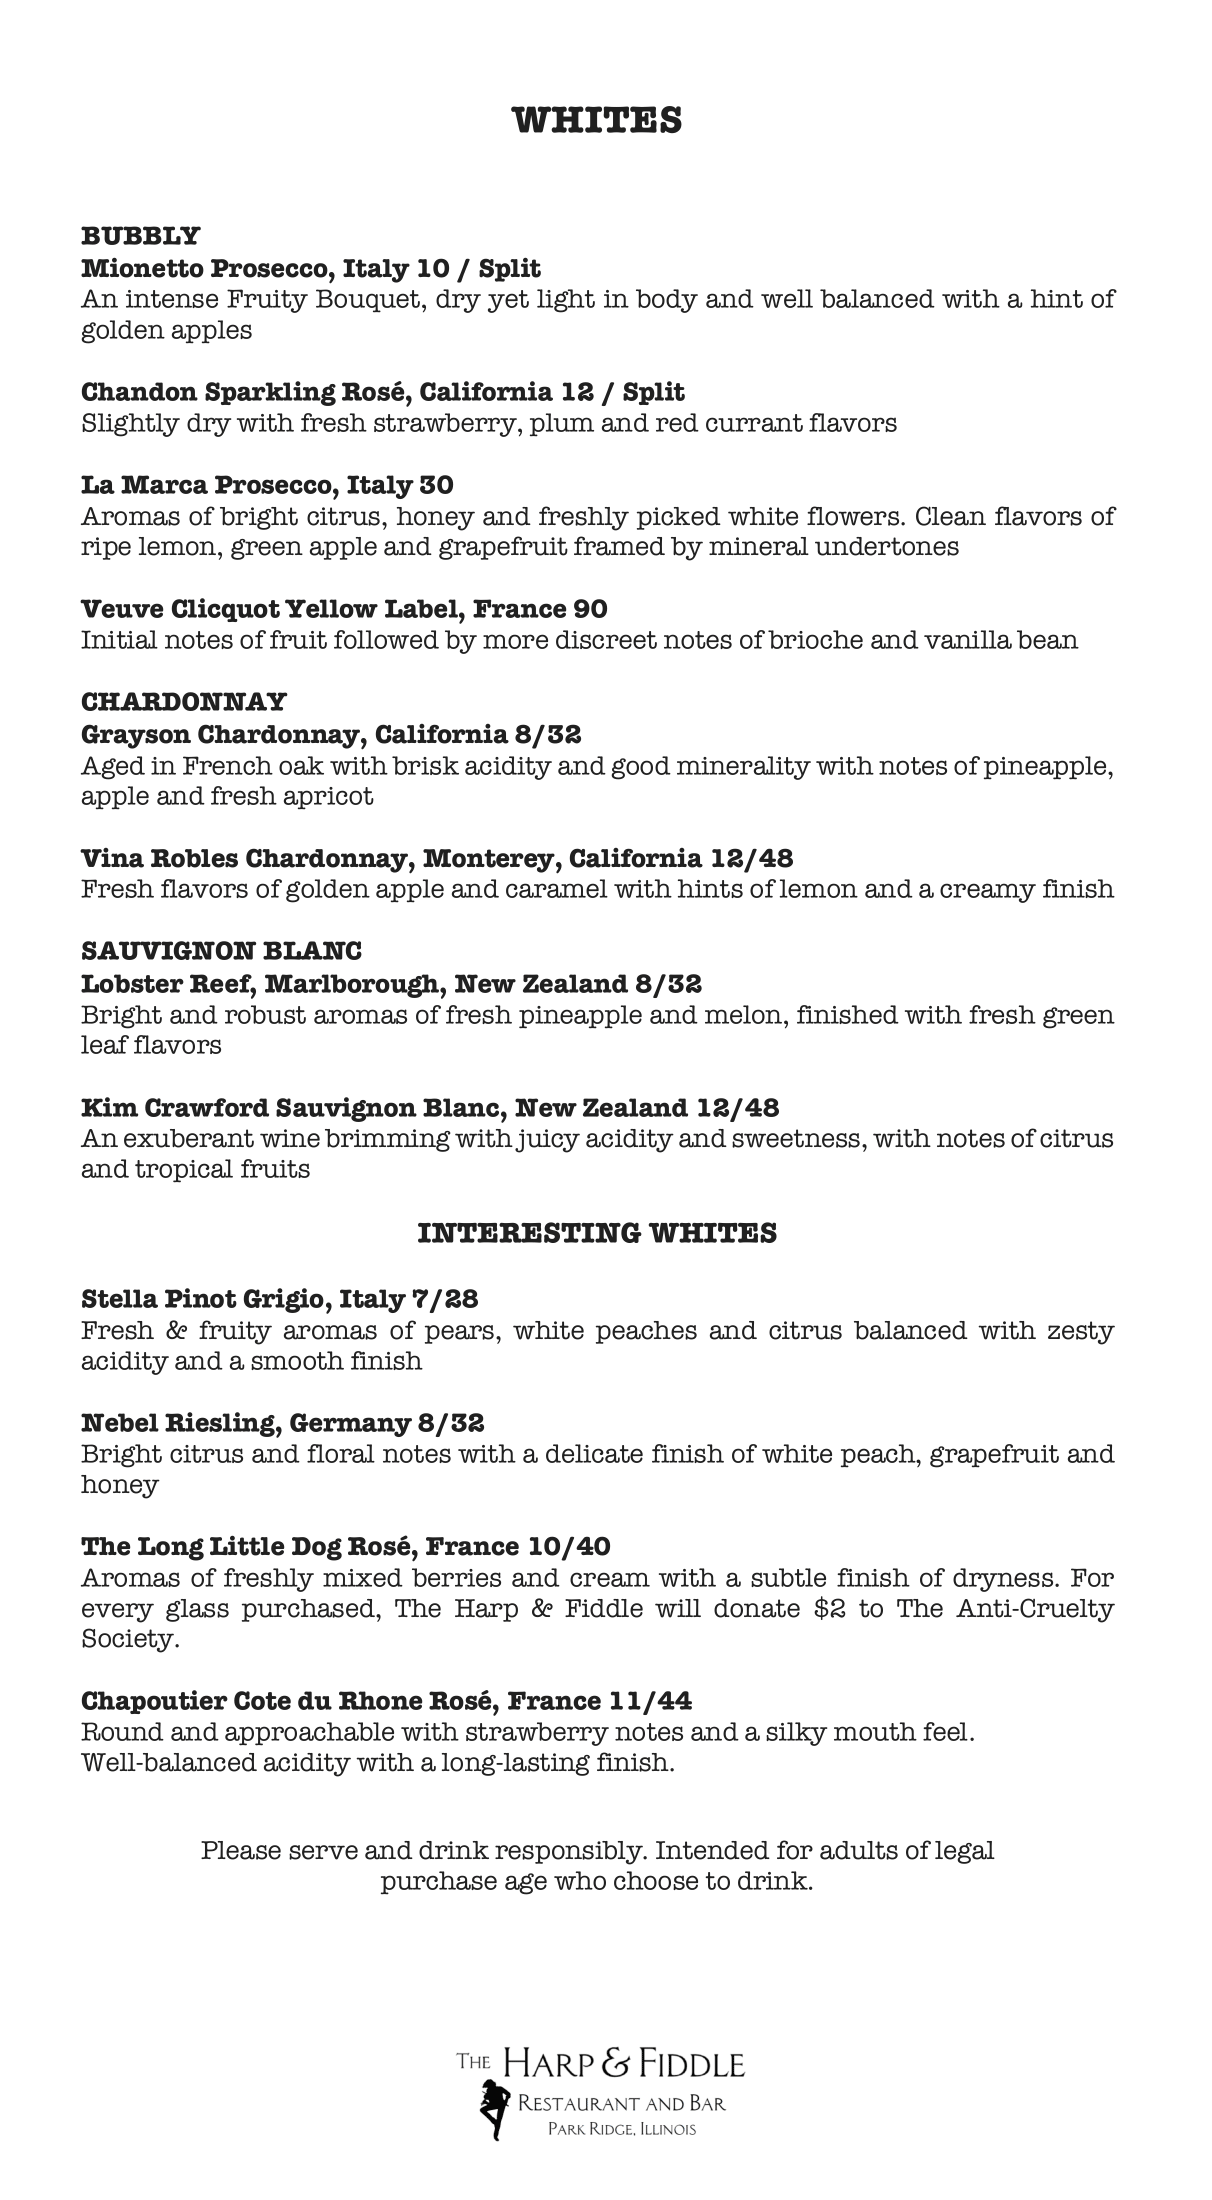 WHITES
BUBBLY
Mionetto Prosecco, Italy 10 / Split
An intense Fruity Bouquet, dry yet light in body and well balanced with a hint of
golden apples
Chandon Sparkling Rosé, California 12 / Split
Slightly dry with fresh strawberry, plum and red currant flavors
La Marca Prosecco, Italy 30
Aromas of bright citrus, honey and freshly picked white flowers. Clean flavors of
ripe lemon, green apple and grapefruit framed by mineral undertones
Veuve Clicquot Yellow Label, France 90
Initial notes of fruit followed by more discreet notes of brioche and vanilla bean
CHARDONNAY
Grayson Chardonnay, California 8/32
Aged in French oak with brisk acidity and good minerality with notes of pineapple,
apple and fresh apricot
Vina Robles Chardonnay, Monterey, California 12/48
Fresh flavors of golden apple and caramel with hints of lemon and a creamy finish
SAUVIGNON BLANC
Lobster Reef, Marlborough, New Zealand 8/32
Bright and robust aromas of fresh pineapple and melon, finished with fresh green
leaf flavors
Kim Crawford Sauvignon Blanc, New Zealand 12/48
An exuberant wine brimming with juicy acidity and sweetness, with notes of citrus
and tropical fruits
INTERESTING WHITES
Stella Pinot Grigio, Italy 7/28
Fresh & fruity aromas of pears, white peaches and citrus balanced with zesty
acidity and a smooth finish
Nebel Riesling, Germany 8/32
Bright citrus and floral notes with a delicate finish of white peach, grapefruit and
honey
The Long Little Dog Rosé, France 10/40
Aromas of freshly mixed berries and cream with a subtle finish of dryness. For
every glass purchased, The Harp & Fiddle will donate $2 to The Anti-Cruelty
Society.
Chapoutier Cote du Rhone Rosé, France 11/44
Round and approachable with strawberry notes and a silky mouth feel.
Well-balanced acidity with a long-lasting finish.
Please serve and drink responsibly. Intended for adults of legal
purchase age who choose to drink.
THE HARP & FIDDLE
RESTAURANT AND BAR
PARK RIDGE, ILLINOIS